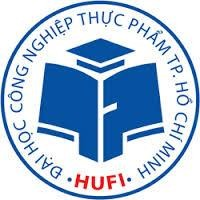 ĐẠI HỌC CÔNG NGHIỆP THỰC PHẨM TP. HỒ CHÍ MINH
· HUFI ·